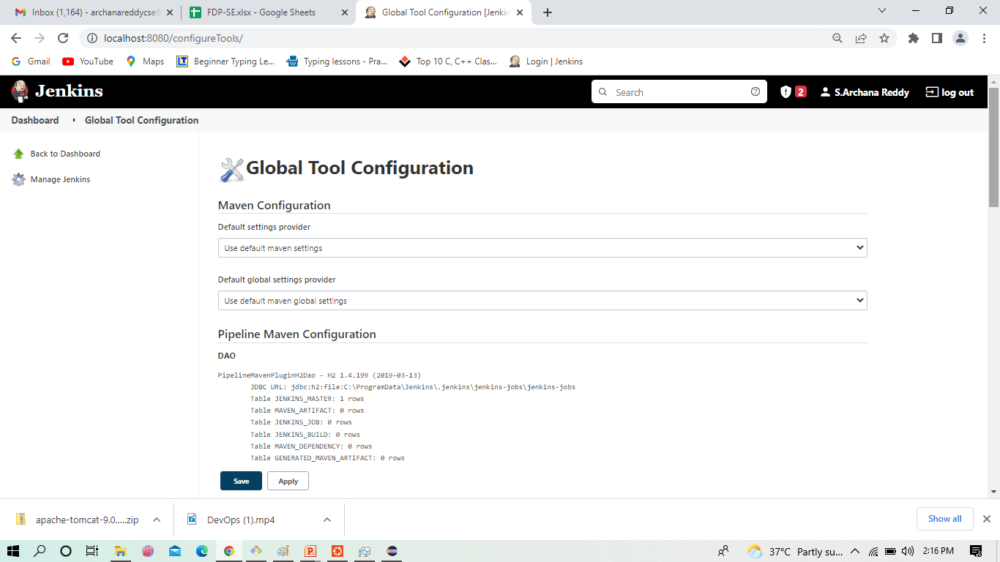 Inbox (1,164) - archanareddycse@
FDP-SE.xlsx - Google Sheets
Global Tool Configuration [Jenkin
localhost:8080/configureTools/
Gmail
YouTube
Maps
Beginner Typing Le...
Typing lessons - Pra...
Top 10 C, C++ Clas...
Login | Jenkins
Jenkins
Search
2
S.Archana Reddy
log out
Dashboard
Global Tool Configuration
Back to Dashboard
Manage Jenkins
Global Tool Configuration
Maven Configuration
Default settings provider
Use default maven settings
Default global settings provider
Use default maven global settings
Pipeline Maven Configuration
DAO
PipelineMavenPluginH2Dao - H2 1.4.199 (2019-03-13)
JDBC URL: jdbc:h2:file:C:\ProgramData\Jenkins\.jenkins\jenkins-jobs\jenkins-jobs
Table JENKINS_MASTER: 1 rows
Table MAVEN_ARTIFACT: 0 rows
Table JENKINS_JOB: 0 rows
Table JENKINS_BUILD: 0 rows
Table MAVEN_DEPENDENCY: 0 rows
Table GENERATED_MAVEN_ARTIFACT: 0 rows
Save
Apply
apache-tomcat-9.0.....zip
DevOps (1).mp4
Show all
37°C Partly su...
2:16 PM